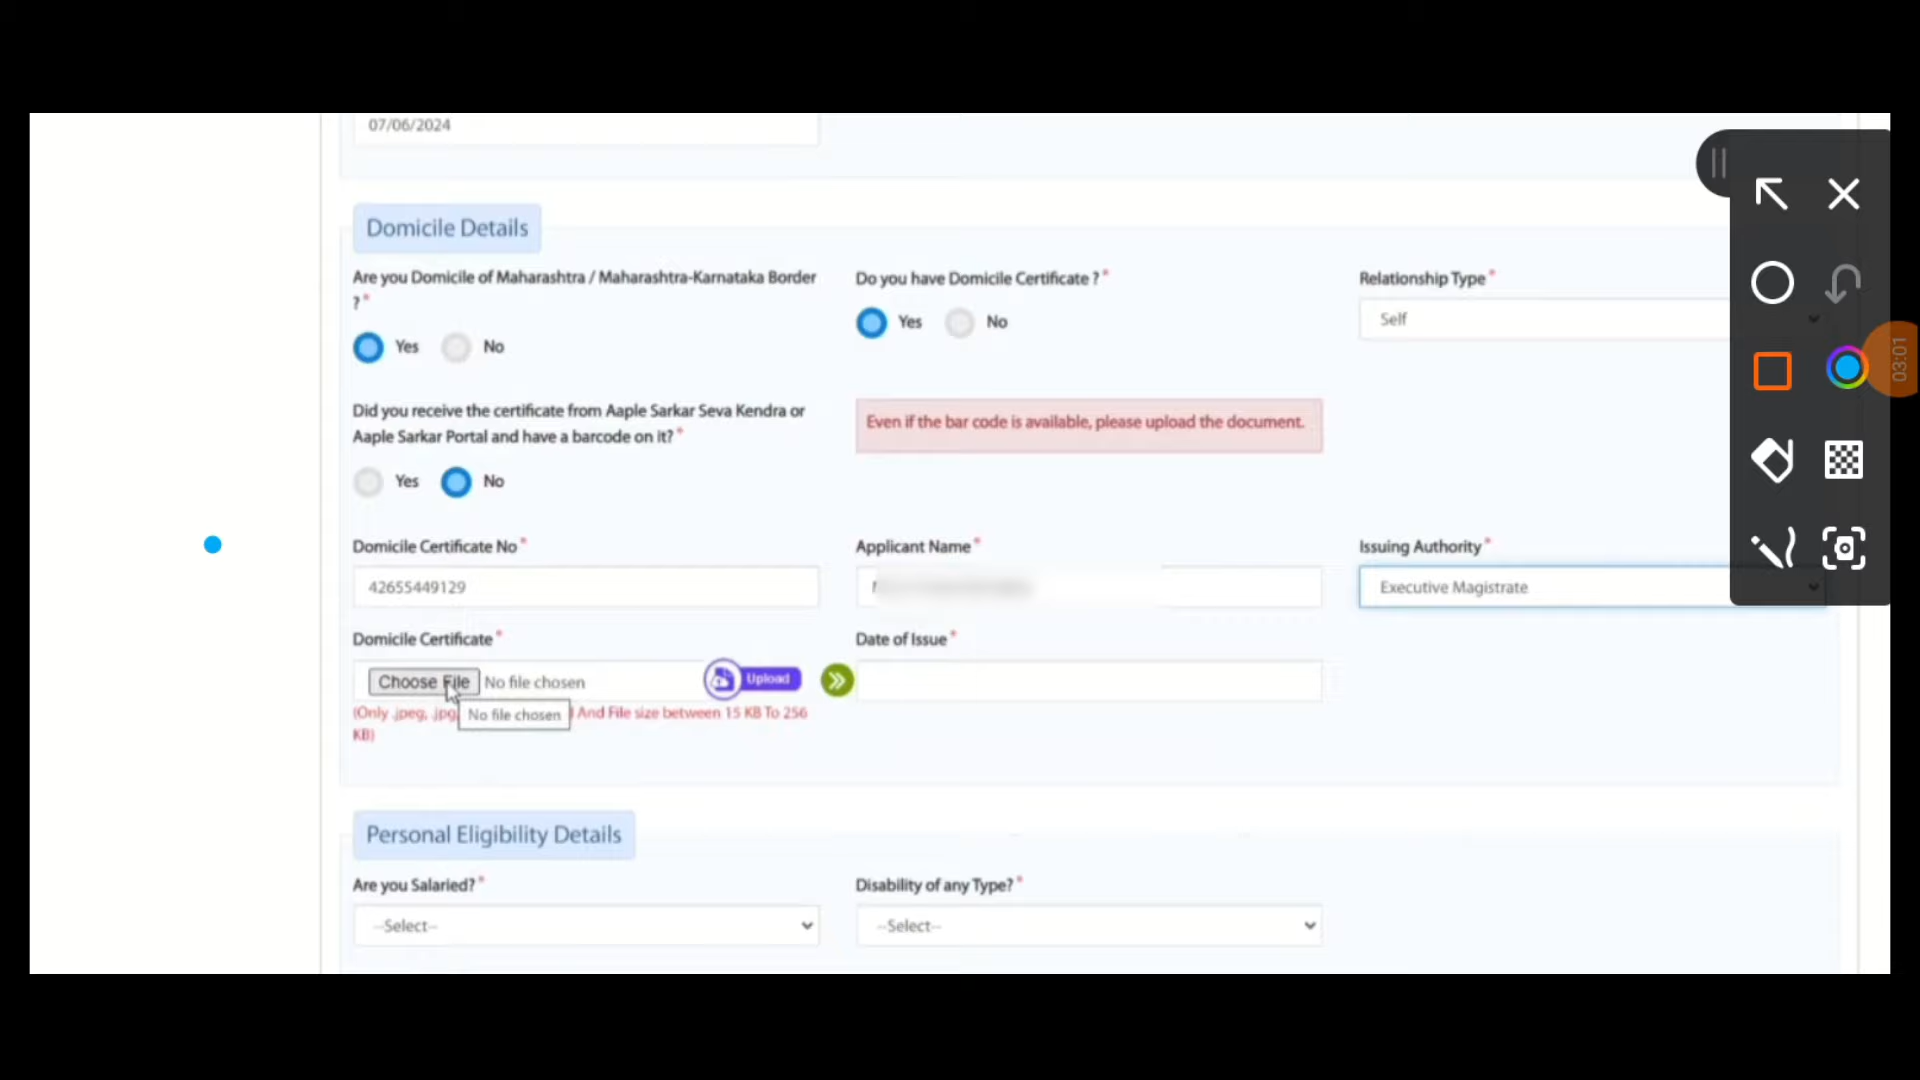 07/06/2024
Domicile Details
Are you Domicile of Maharashtra / Maharashtra-Karnataka Border
? *
Yes No
Do you have Domicile Certificate ? *
Yes No
Relationship Type *
Self
Did you receive the certificate from Aaple Sarkar Seva Kendra or
Aaple Sarkar Portal and have a barcode on it? *
Yes No
Even if the bar code is available, please upload the document.
Domicile Certificate No *
42655449129
Applicant Name *
Issuing Authority *
Executive Magistrate
Domicile Certificate *
Choose File No file chosen
Upload
(Only .jpeg, .jpg
No file chosen
And File size between 15 KB To 256
KB)
Date of Issue *
Personal Eligibility Details
Are you Salaried? *
--Select--
Disability of any Type? *
--Select--
03:01